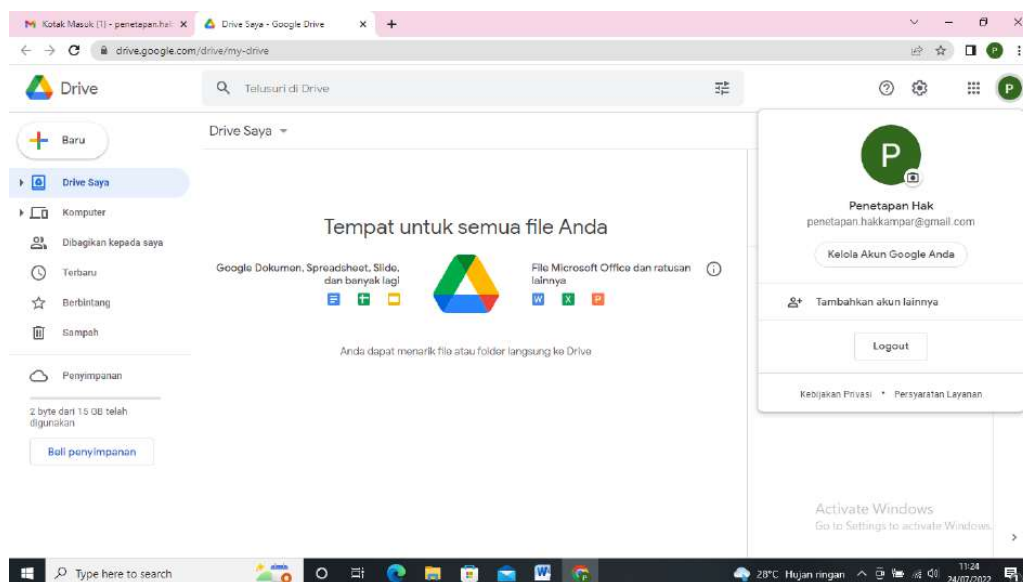 Kotak Masuk (1) - penetapan.hak
Drive Saya - Google Drive
drive.google.com/drive/my-drive
P
Drive
Telusuri di Drive
P
Baru
Drive Saya
Drive Saya
Komputer
Dibagikan kepada saya
Terbaru
Berbintang
Sampah
Penyimpanan
2 byte dari 15 GB telah
digunakan
Beli penyimpanan
Tempat untuk semua file Anda
Google Dokumen, Spreadsheet, Slide,
dan banyak lagi
File Microsoft Office dan ratusan
lainnya
W X P
Anda dapat menarik file atau folder langsung ke Drive
P
Penetapan Hak
penetapan.hakkampar@gmail.com
Kelola Akun Google Anda
Tambahkan akun lainnya
Logout
Kebijakan Privasi • Persyaratan Layanan
Activate Windows
Go to Settings to activate Windows.
Type here to search
W
28°C Hujan ringan
11:24
24/07/2022